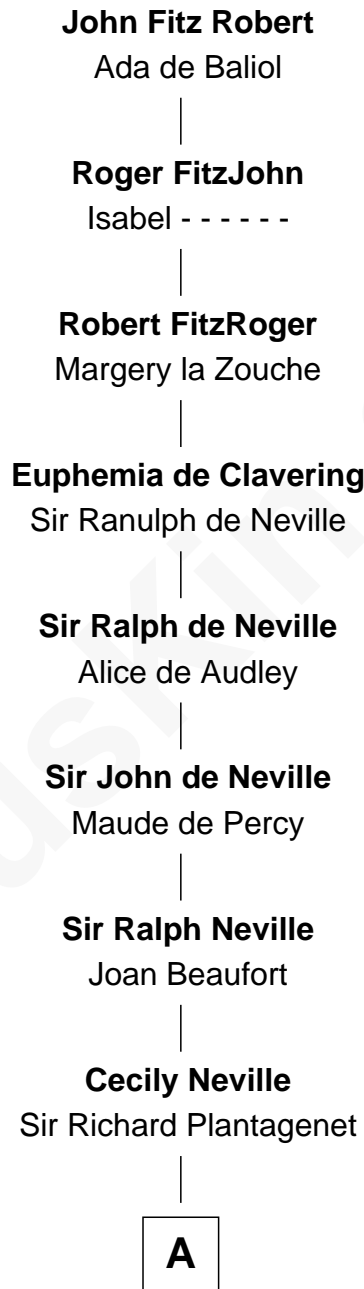 John Fitz Robert
Ada de Baliol
Roger FitzJohn
Isabel - - - - - -
Robert FitzRoger
Margery la Zouche
Euphemia de Clavering
Sir Ranulph de Neville
Sir Ralph de Neville
Alice de Audley
Sir John de Neville
Maude de Percy
Sir Ralph Neville
Joan Beaufort
Cecily Neville
Sir Richard Plantagenet
A